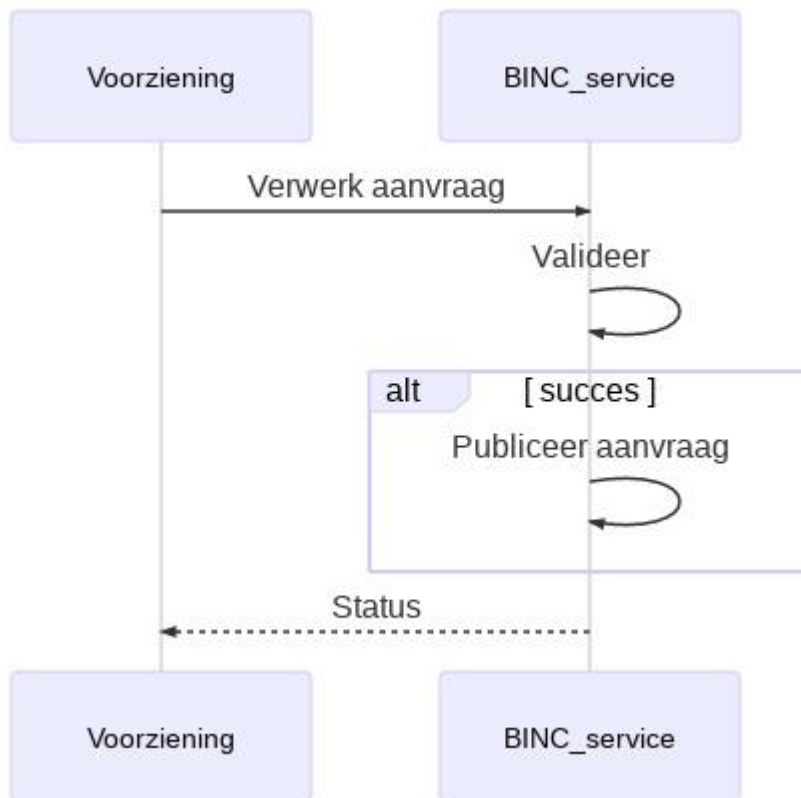 Voorziening
BINC_service
Verwerk aanvraag
Valideer
alt
[ succes ]
Publiceer aanvraag
Status
Voorziening
BINC_service